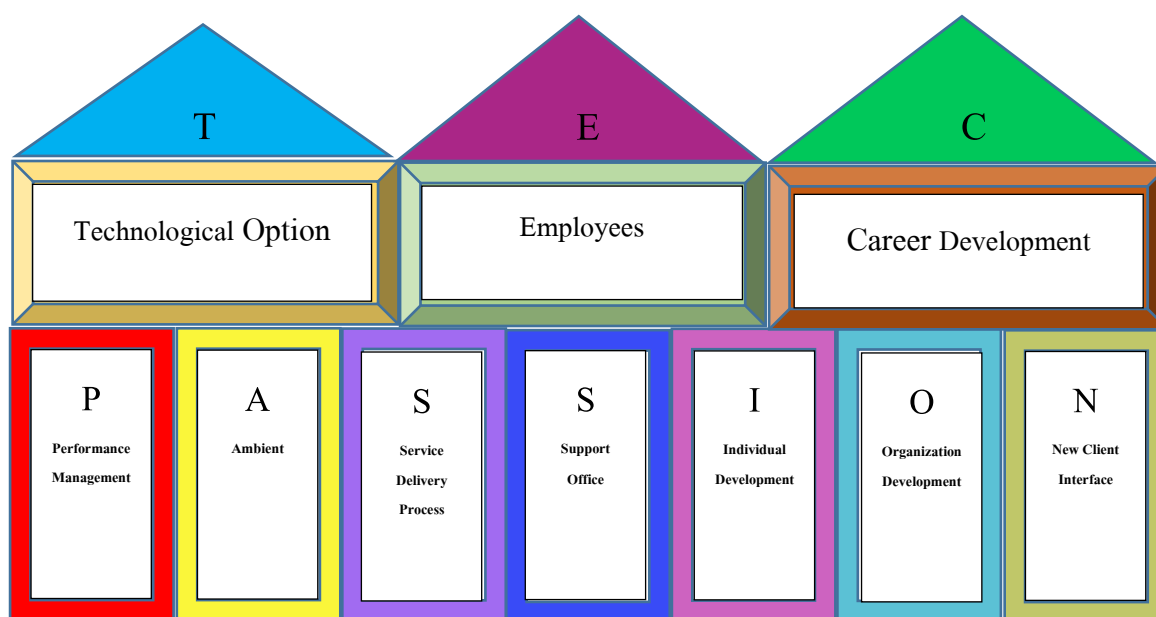 T
E
C
Technological Option
Employees
Career Development
P
A
S
S
I
O
N
Performance
Management
Ambient
Service
Delivery
Process
Support
Office
Individual
Development
Organization
Development
New Client
Interface